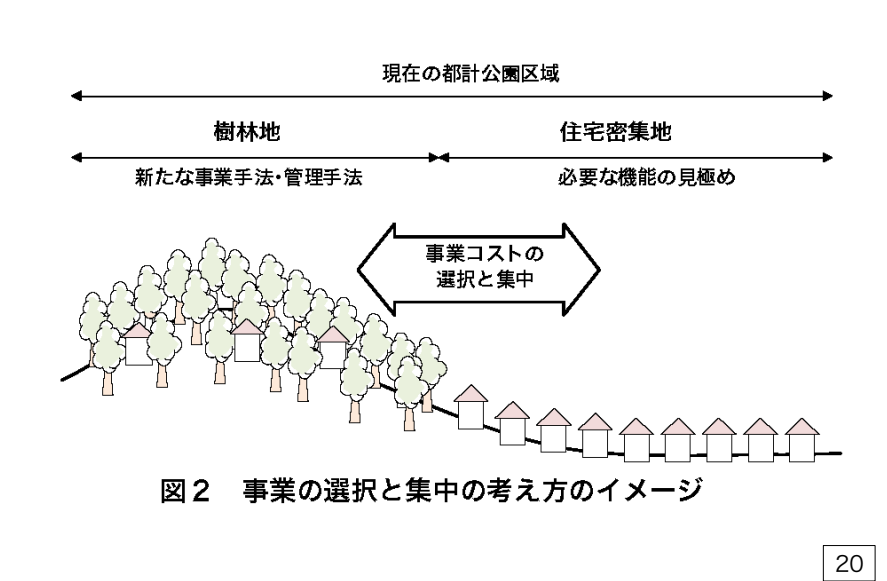 現在の都計公園区域
樹林地
住宅密集地
新たな事業手法・管理手法
必要な機能の見極め
事業コストの
選択と集中
図２　事業の選択と集中の考え方のイメージ
20